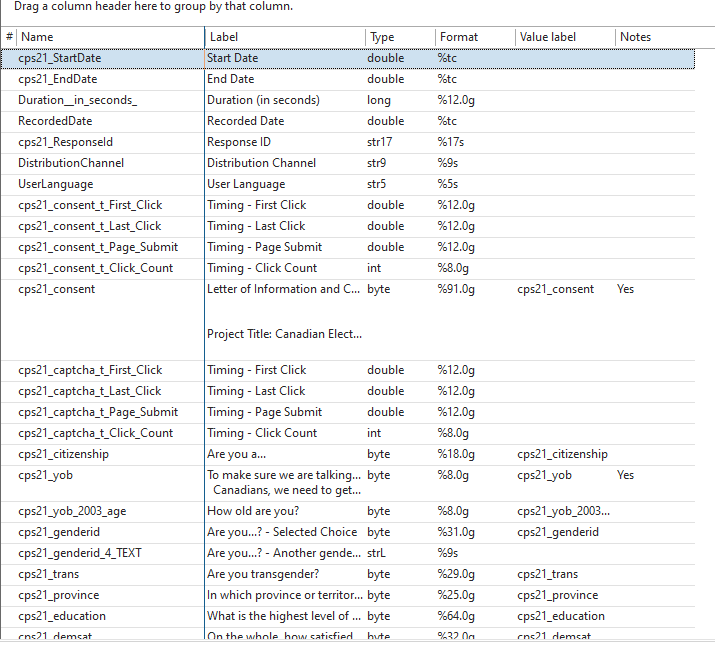 Drag a column header here to group by that column.
# Name Label Type Format Value label Notes
cps21_StartDate Start Date double %tc
cps21_EndDate End Date double %tc
Duration__in_seconds_ Duration (in seconds) long %12.0g
RecordedDate Recorded Date double %tc
cps21_ResponseId Response ID str17 %17s
DistributionChannel Distribution Channel str9 %9s
UserLanguage User Language str5 %5s
cps21_consent_t_First_Click Timing - First Click double %12.0g
cps21_consent_t_Last_Click Timing - Last Click double %12.0g
cps21_consent_t_Page_Submit Timing - Page Submit double %12.0g
cps21_consent_t_Click_Count Timing - Click Count int %8.0g
cps21_consent Letter of Information and C... byte %91.0g cps21_consent Yes
Project Title: Canadian Elect...
cps21_captcha_t_First_Click Timing - First Click double %12.0g
cps21_captcha_t_Last_Click Timing - Last Click double %12.0g
cps21_captcha_t_Page_Submit Timing - Page Submit double %12.0g
cps21_captcha_t_Click_Count Timing - Click Count int %8.0g
cps21_citizenship Are you a... byte %18.0g cps21_citizenship
cps21_yob To make sure we are talking... byte %8.0g cps21_yob Yes
Canadians, we need to get...
cps21_yob_2003_age How old are you? byte %8.0g cps21_yob_2003...
cps21_genderid Are you...? - Selected Choice byte %31.0g cps21_genderid
cps21_genderid_4_TEXT Are you...? - Another gende... strL %9s
cps21_trans Are you transgender? byte %29.0g cps21_trans
cps21_province In which province or territor... byte %25.0g cps21_province
cps21_education What is the highest level of ... byte %64.0g cps21_education
cps21_demsat On the whole, how satisfied... byte %32.0g cps21_demsat